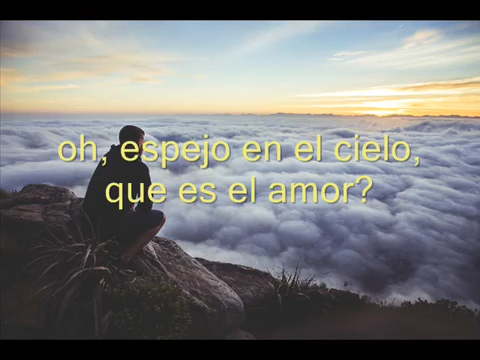 oh, espejo en el cielo,
que es el amor?